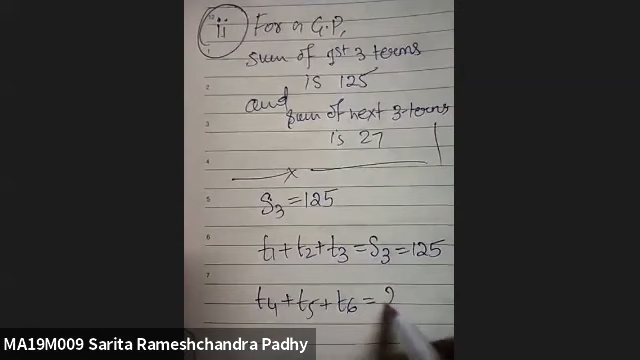 ii For a G.P,
sum of 1st 3 terms
is 125
and
sum of next 3-terms
is 27
S3 = 125
t1 + t2 + t3 = S3 = 125
t4 + t5 + t6 = 2
MA19M009 Sarita Rameshchandra Padhy